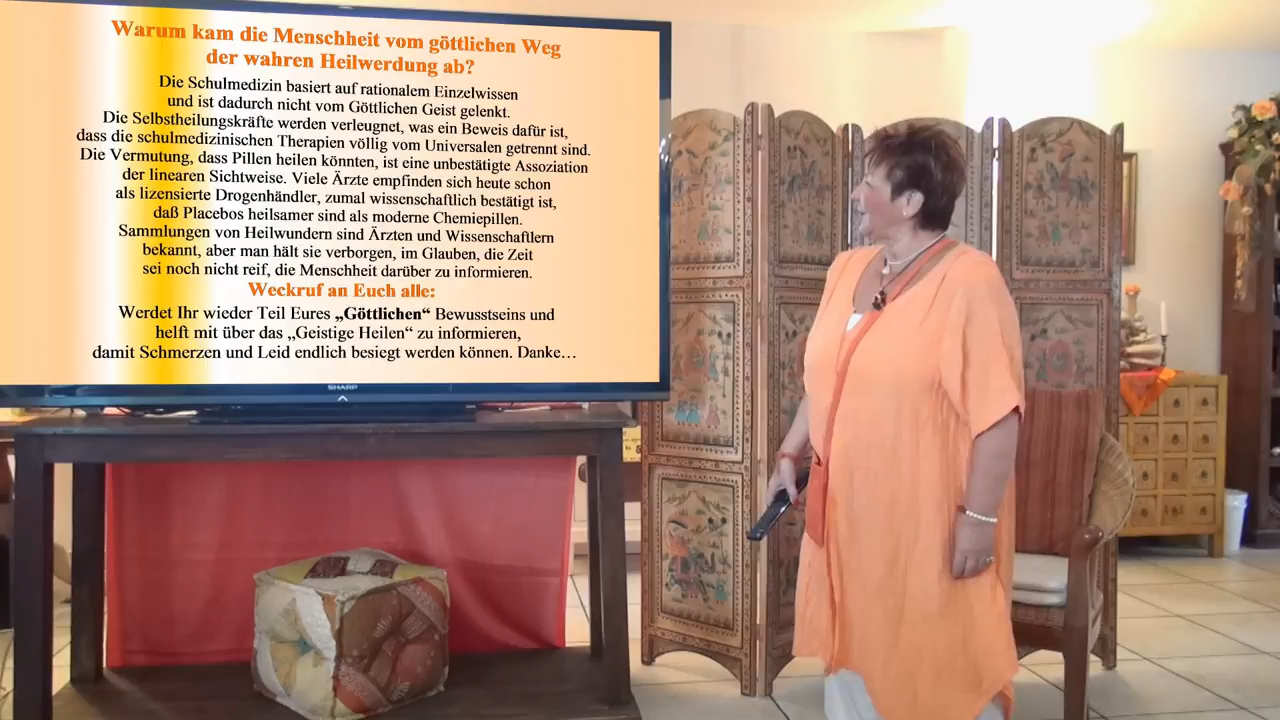 Warum kam die Menschheit vom göttlichen Weg
der wahren Heilwerdung ab?
Die Schulmedizin basiert auf rationalem Einzelwissen
und ist dadurch nicht vom Göttlichen Geist gelenkt.
Die Selbstheilungskräfte werden verleugnet, was ein Beweis dafür ist,
dass die schulmedizinischen Therapien völlig vom Universalen getrennt sind.
Die Vermutung, dass Pillen heilen könnten, ist eine unbestätigte Assoziation
der linearen Sichtweise. Viele Ärzte empfinden sich heute schon
als lizensierte Drogenhändler, zumal wissenschaftlich bestätigt ist,
daß Placebos heilsamer sind als moderne Chemiepillen.
Sammlungen von Heilwundern sind Ärzten und Wissenschaftlern
bekannt, aber man hält sie verborgen, im Glauben, die Zeit
sei noch nicht reif, die Menschheit darüber zu informieren.
Weckruf an Euch alle:
Werdet Ihr wieder Teil Eures „Göttlichen“ Bewusstseins und
helft mit über das „Geistige Heilen“ zu informieren,
damit Schmerzen und Leid endlich besiegt werden können. Danke…
SHARP